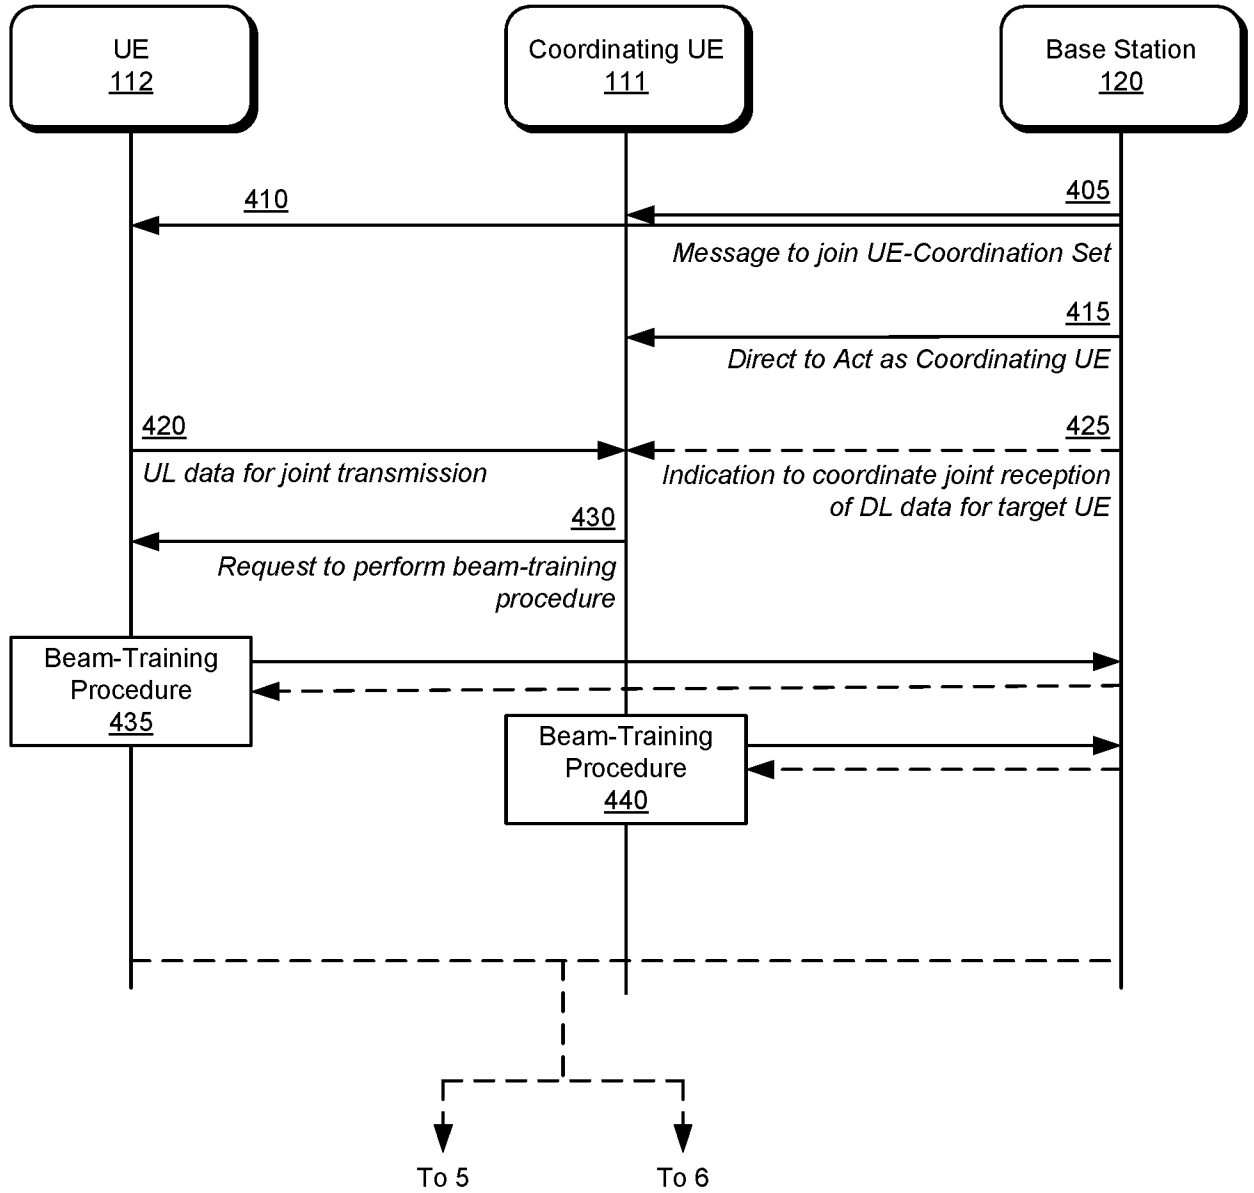 UE
112
Coordinating UE
111
Base Station
120
410
405
Message to join UE-Coordination Set
415
Direct to Act as Coordinating UE
420
UL data for joint transmission
425
Indication to coordinate joint reception
of DL data for target UE
430
Request to perform beam-training
procedure
Beam-Training
Procedure
435
Beam-Training
Procedure
440
To 5
To 6